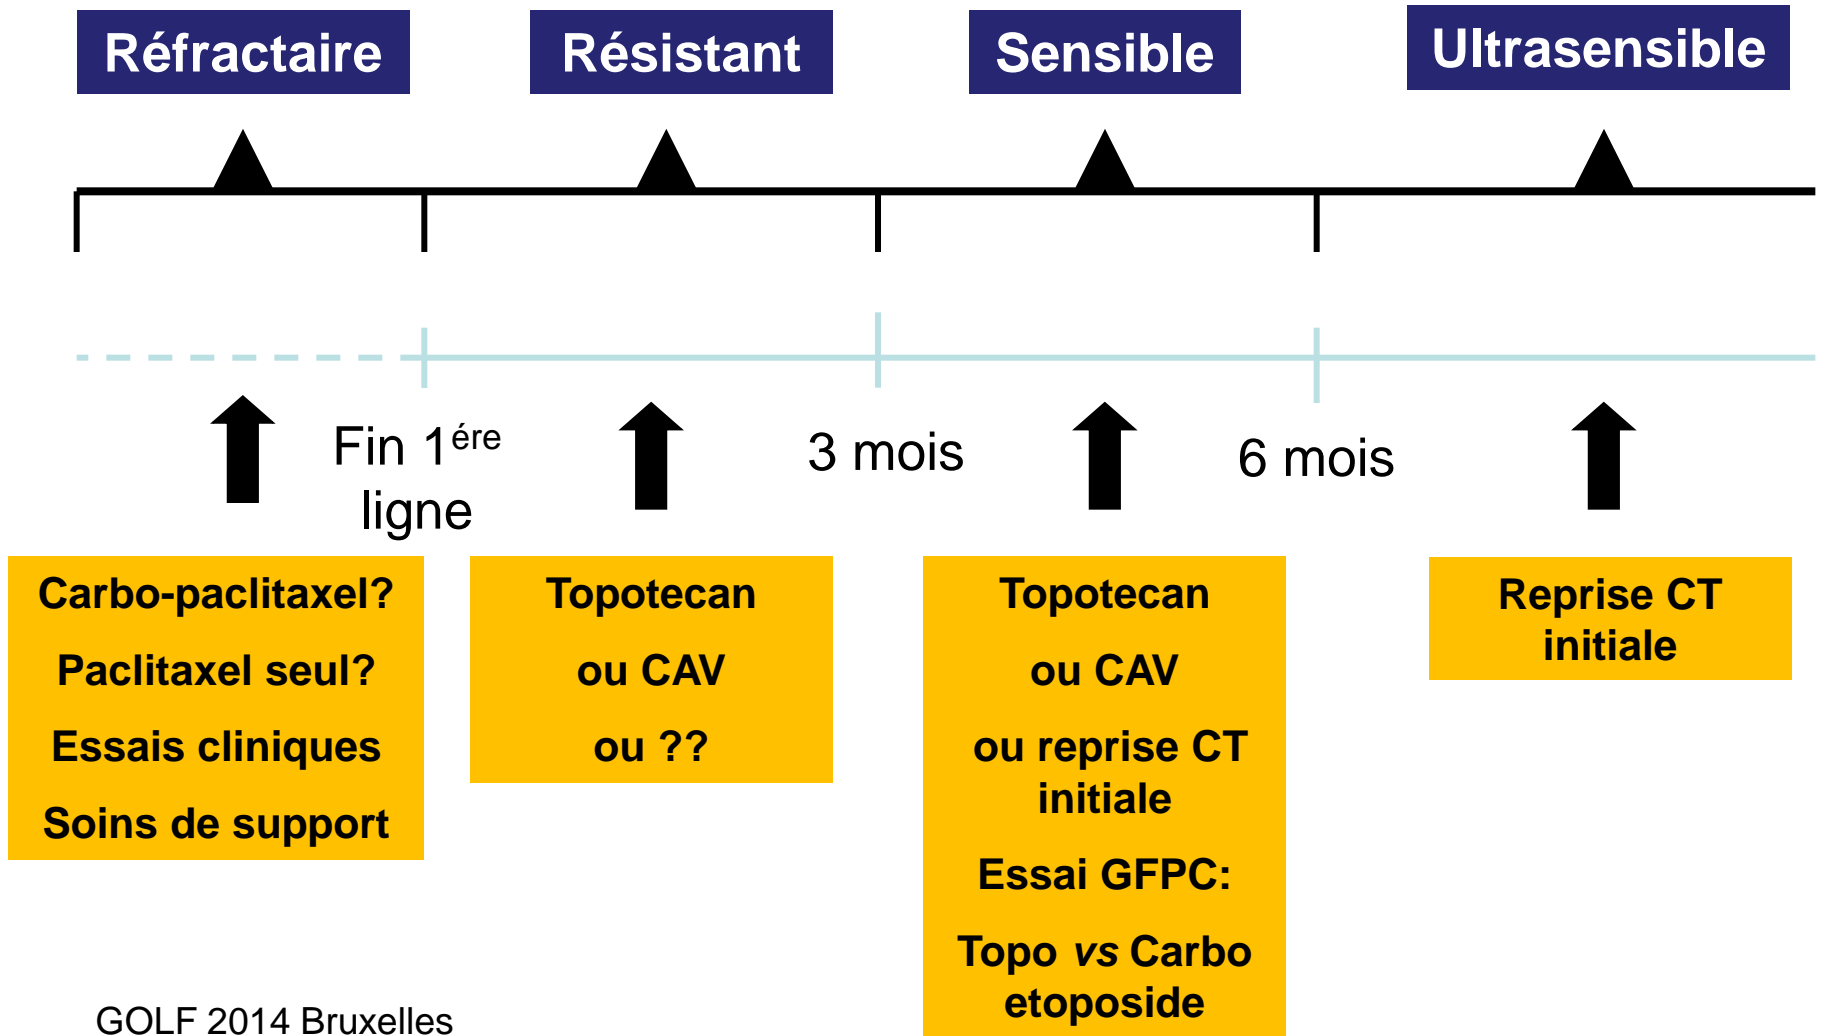 Réfractaire
Résistant
Sensible
Ultrasensible
Fin 1ére
ligne
3 mois
6 mois
Carbo-paclitaxel?
Paclitaxel seul?
Essais cliniques
Soins de support
Topotecan
ou CAV
ou ??
Topotecan
ou CAV
ou reprise CT
initiale
Essai GFPC:
Topo vs Carbo
etoposide
Reprise CT
initiale
GOLF 2014 Bruxelles